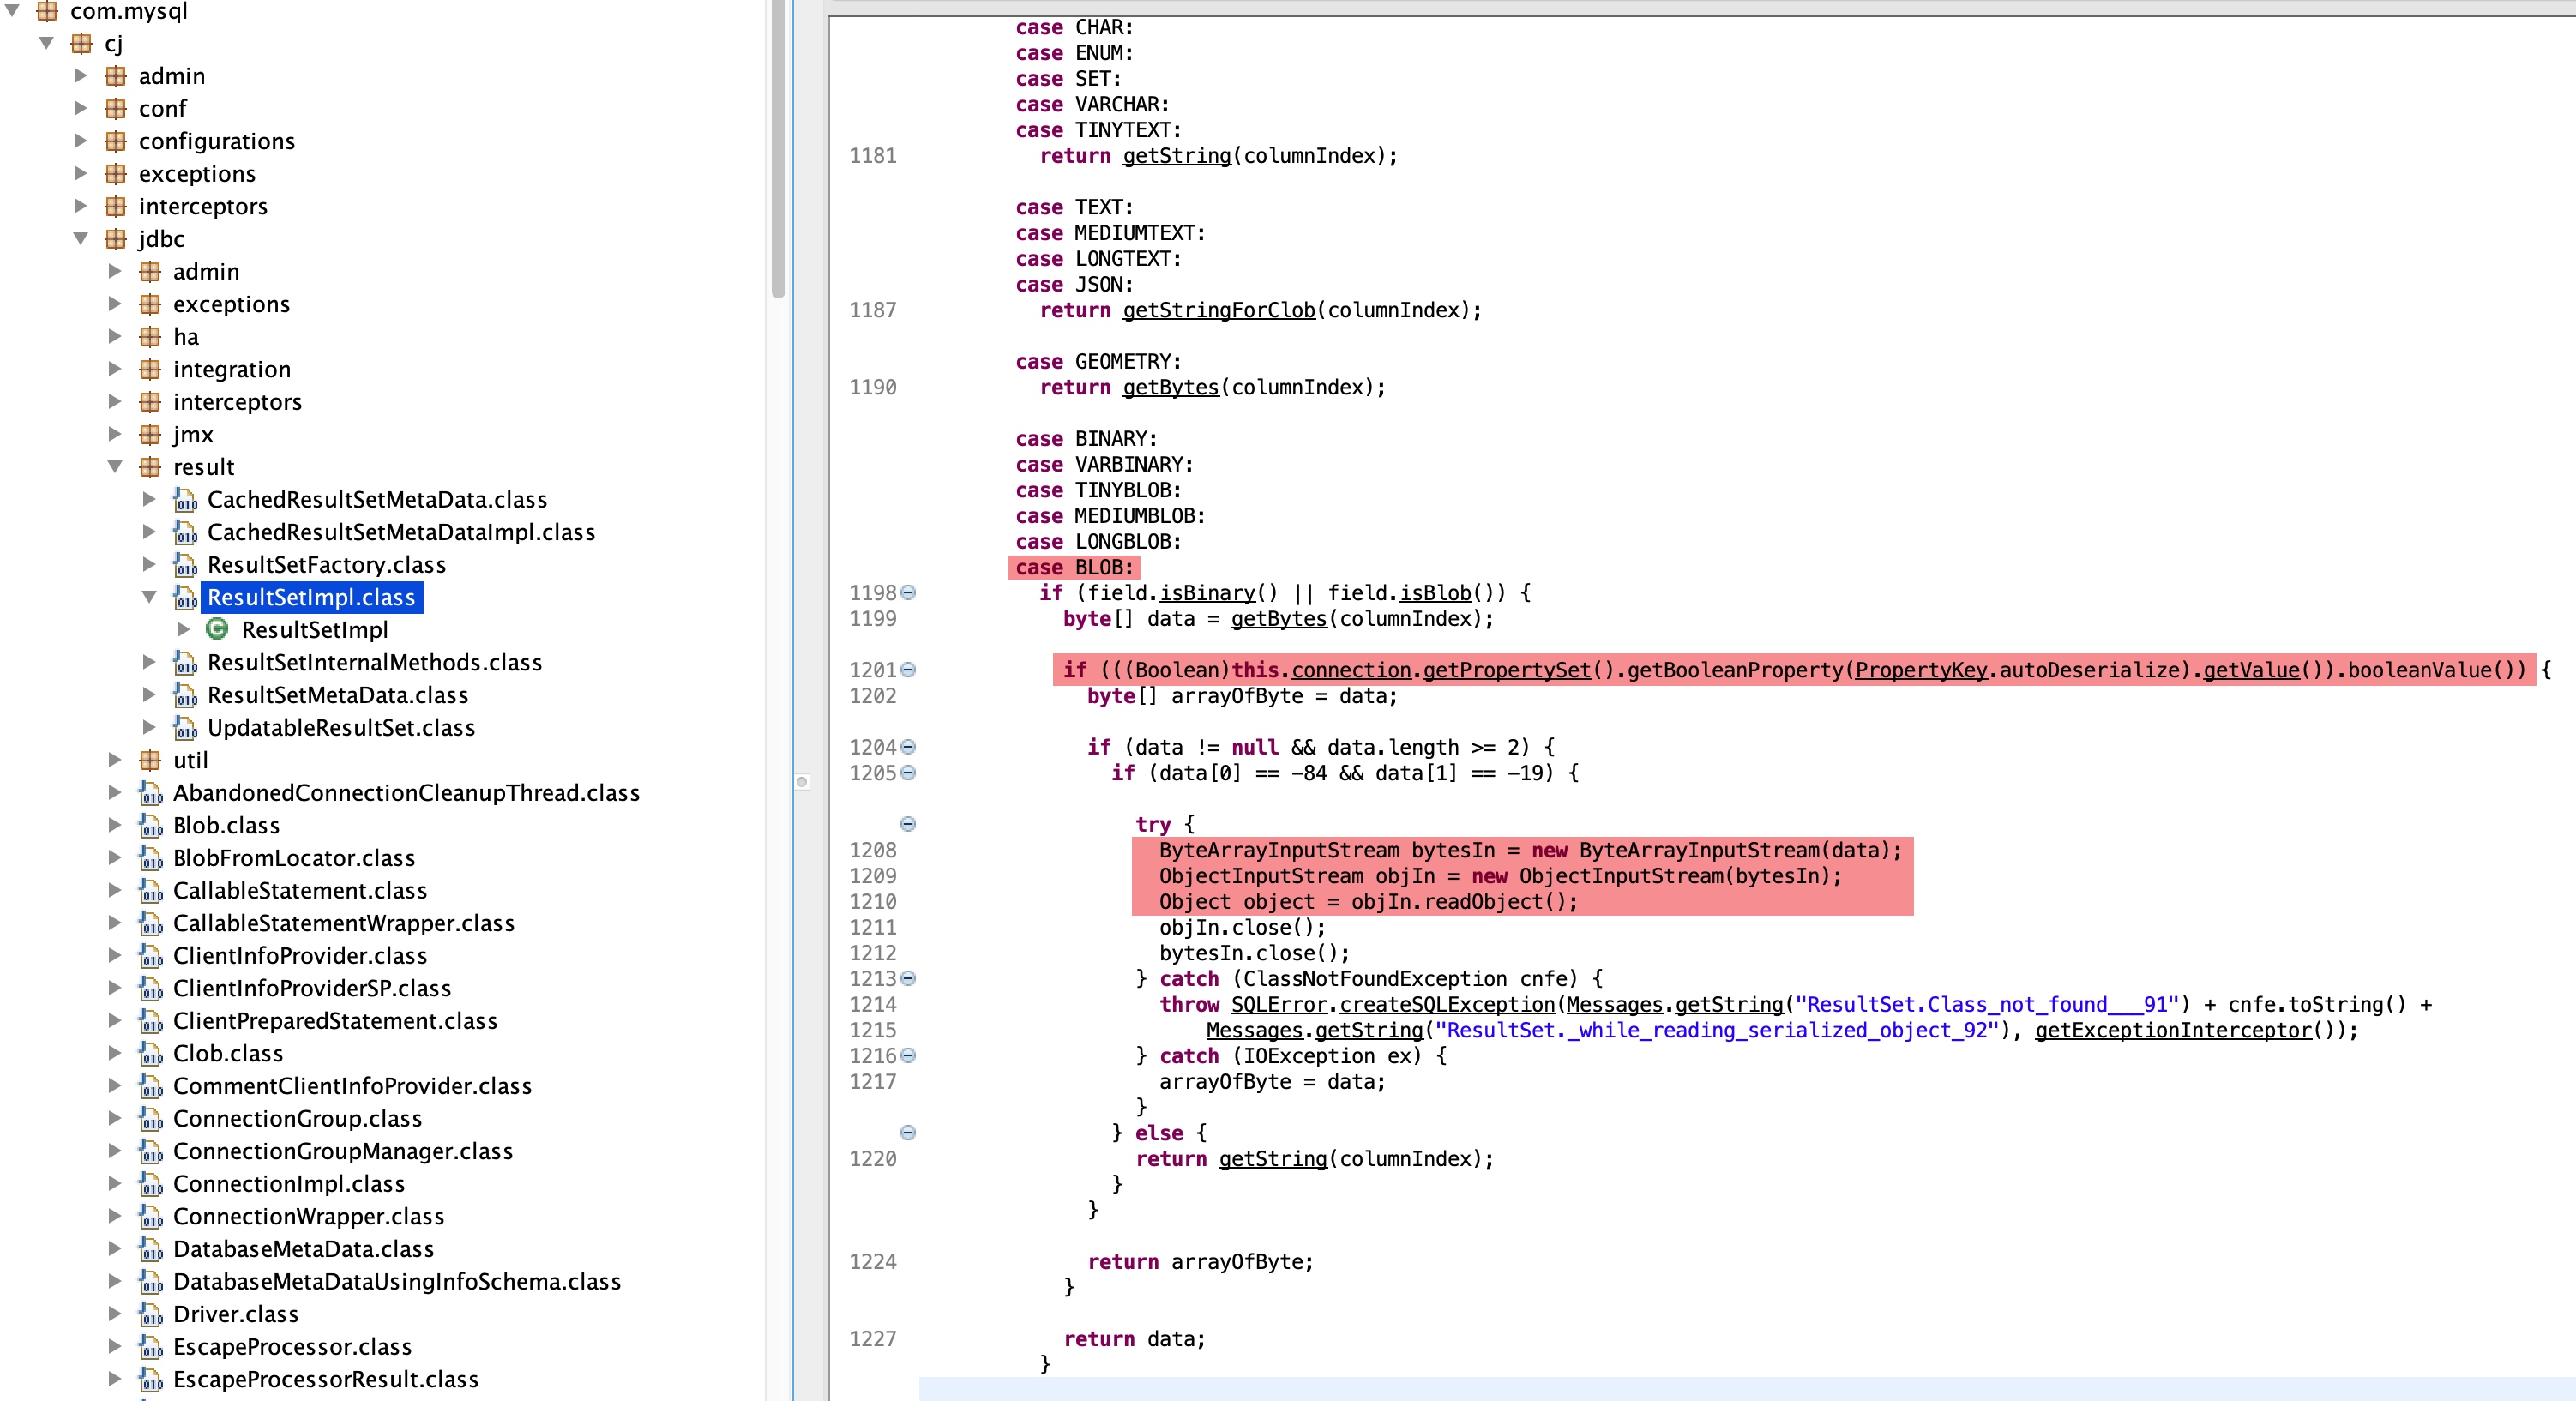 com.mysql
cj
admin
conf
configurations
exceptions
interceptors
jdbc
admin
exceptions
ha
integration
interceptors
jmx
result
CachedResultSetMetaData.class
CachedResultSetMetaDataImpl.class
ResultSetFactory.class
ResultSetImpl.class
ResultSetImpl
ResultSetInternalMethods.class
ResultSetMetaData.class
UpdatableResultSet.class
util
AbandonedConnectionCleanupThread.class
Blob.class
BlobFromLocator.class
CallableStatement.class
CallableStatementWrapper.class
ClientInfoProvider.class
ClientInfoProviderSP.class
ClientPreparedStatement.class
Clob.class
CommentClientInfoProvider.class
ConnectionGroup.class
ConnectionGroupManager.class
ConnectionImpl.class
ConnectionWrapper.class
DatabaseMetaData.class
DatabaseMetaDataUsingInfoSchema.class
Driver.class
EscapeProcessor.class
EscapeProcessorResult.class
case CHAR:
case ENUM:
case SET:
case VARCHAR:
case TINYTEXT:
1181 return getString(columnIndex);
case TEXT:
case MEDIUMTEXT:
case LONGTEXT:
case JSON:
1187 return getStringForClob(columnIndex);
case GEOMETRY:
1190 return getBytes(columnIndex);
case BINARY:
case VARBINARY:
case TINYBLOB:
case MEDIUMBLOB:
case LONGBLOB:
case BLOB:
1198 if (field.isBinary() || field.isBlob()) {
1199 byte[] data = getBytes(columnIndex);
1201 if (((Boolean)this.connection.getPropertySet().getBooleanProperty(PropertyKey.autoDeserialize).getValue()).booleanValue()) {
1202 byte[] arrayOfByte = data;
1204 if (data != null && data.length >= 2) {
1205 if (data[0] == -84 && data[1] == -19) {
try {
1208 ByteArrayInputStream bytesIn = new ByteArrayInputStream(data);
1209 ObjectInputStream objIn = new ObjectInputStream(bytesIn);
1210 Object object = objIn.readObject();
1211 objIn.close();
1212 bytesIn.close();
1213 } catch (ClassNotFoundException cnfe) {
1214 throw SQLError.createSQLException(Messages.getString("ResultSet.Class_not_found___91") + cnfe.toString() +
1215 Messages.getString("ResultSet._while_reading_serialized_object_92"), getExceptionInterceptor());
1216 } catch (IOException ex) {
1217 arrayOfByte = data;
}
} else {
1220 return getString(columnIndex);
}
}
1224 return arrayOfByte;
}
1227 return data;
}